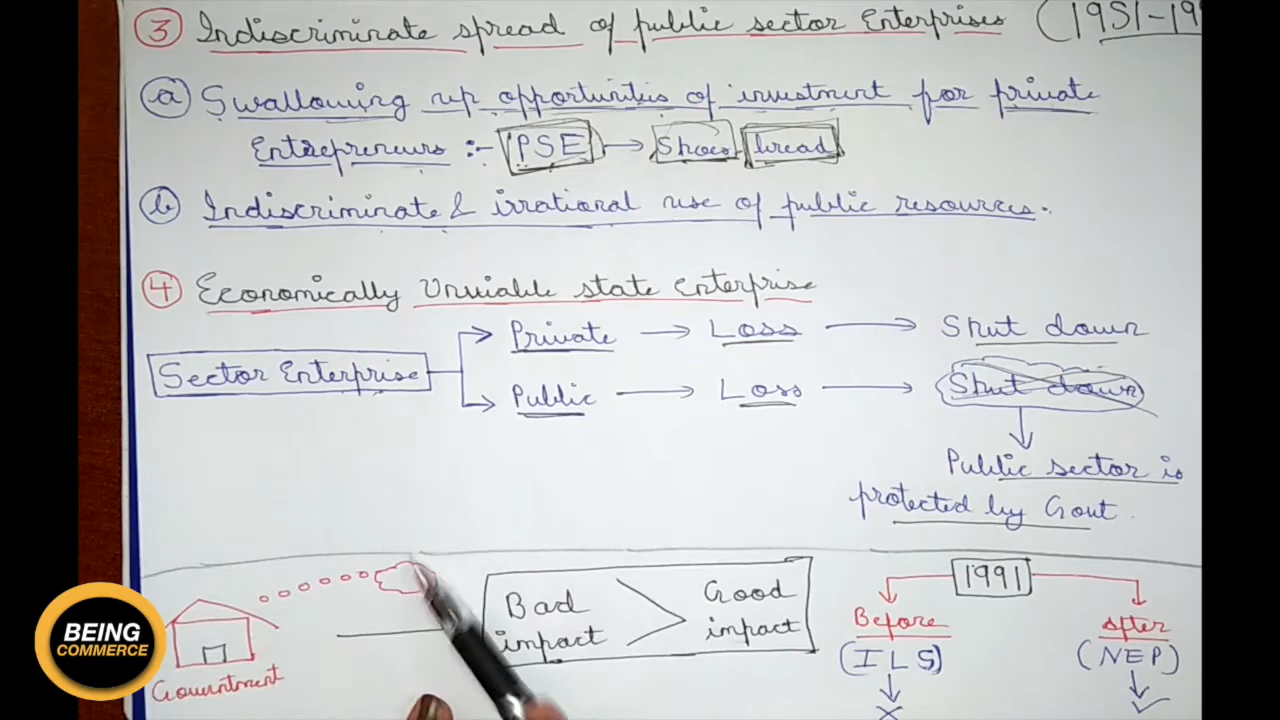 ③ Indiscriminate spread of public sector Enterprises (1951-19
ⓐ Swallowing up opportunities of investment for private
Entrepreneurs :- PSE → Shoes bread
ⓑ Indiscriminate & irrational use of public resources.
④ Economically Unviable state Enterprise
Sector Enterprise
Private → Loss → Shut down
Public → Loss → Shut down
Public sector is
protected by Govt.
Government
Bad impact > Good impact
1991
Before after
(ILS) (NEP)
BEING
COMMERCE